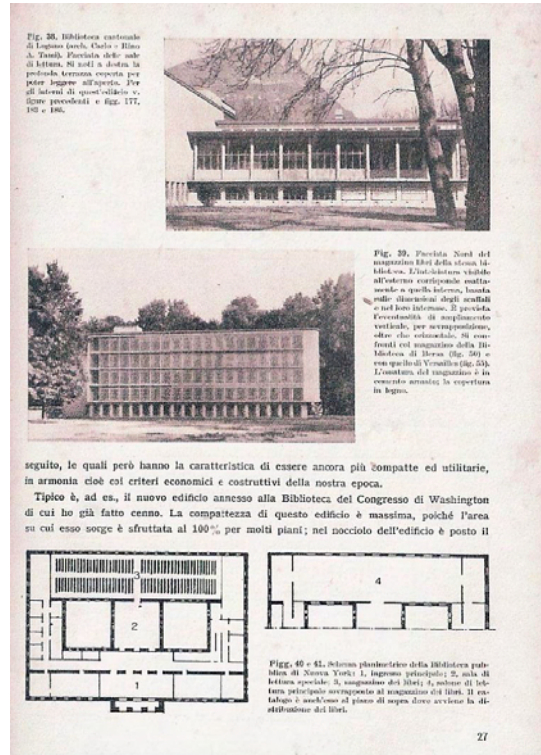 Fig. 38. Biblioteca cantonale
di Lugano (arch. Carlo e Rino
A. Tami). Facciata delle sale
di lettura. Si noti a destra la
profonda terrazza coperta per
poter leggere all'aperto. Per
gli interni di quest'edificio v.
figure precedenti e figg. 177,
183 e 185.
Fig. 39. Facciata Nord del
magazzino libri della stessa bi-
blioteca. L'intelaiatura visibile
all'esterno corrisponde esatta-
mente a quella interna, basata
sulle dimensioni degli scaffali
e nel loro interasse. È prevista
l'eventualità di ampliamento
verticale, per sovrapposizione,
oltre che orizzontale. Si con-
fronti col magazzino della Bi-
blioteca di Berna (fig. 50) e
con quello di Versailles (fig. 55).
L'ossatura del magazzino è in
cemento armato; la copertura
in legno.
seguito, le quali però hanno la caratteristica di essere ancora più compatte ed utilitarie,
in armonia cioè coi criteri economici e costruttivi della nostra epoca.
Tipico è, ad es., il nuovo edificio annesso alla Biblioteca del Congresso di Washington
di cui ho già fatto cenno. La compattezza di questo edificio è massima, poiché l'area
su cui esso sorge è sfruttata al 100% per molti piani; nel nocciolo dell'edificio è posto il
3
2
1
4
Figg. 40 e 41. Schema planimetrico della Biblioteca pub-
blica di Nuova York: 1, ingresso principale; 2, sala di
lettura speciale; 3, magazzino dei libri; 4, salone di let-
tura principale sovrapposto al magazzino dei libri. Il ca-
talogo è anch'esso al piano di sopra dove avviene la di-
stribuzione dei libri.
27